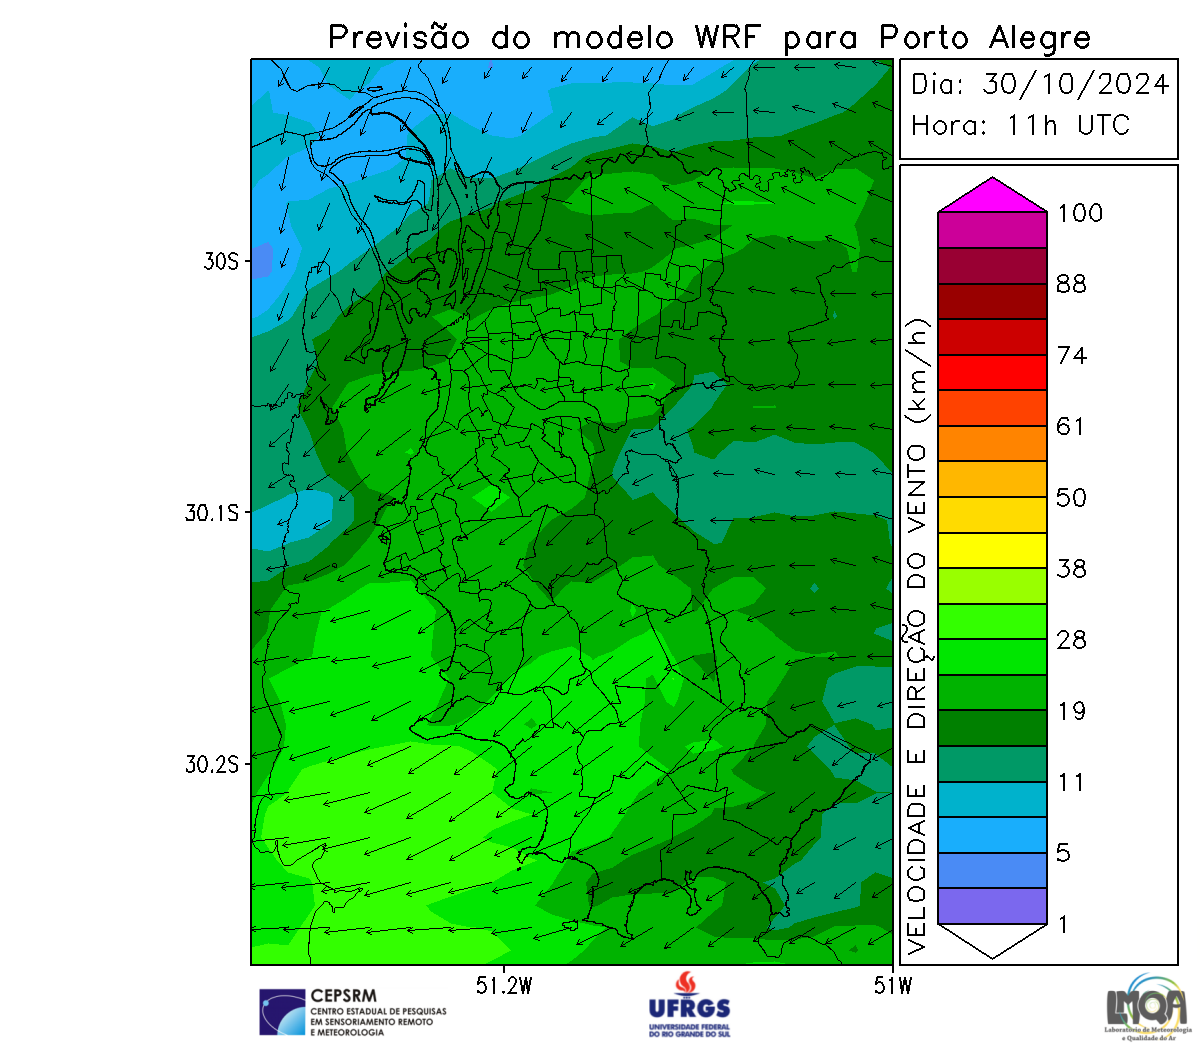 Previsão do modelo WRF para Porto Alegre
Dia: 30/10/2024
Hora: 11h UTC
VELOCIDADE E DIREÇÃO DO VENTO (km/h)
100
88
74
61
50
38
28
19
11
5
1
30S
30.1S
30.2S
51.2W
51W
CEPSRM
CENTRO ESTADUAL DE PESQUISAS
EM SENSORIAMENTO REMOTO
E METEOROLOGIA
UFRGS
UNIVERSIDADE FEDERAL
DO RIO GRANDE DO SUL
LMQA
Laboratório de Meteorologia
e Qualidade do Ar